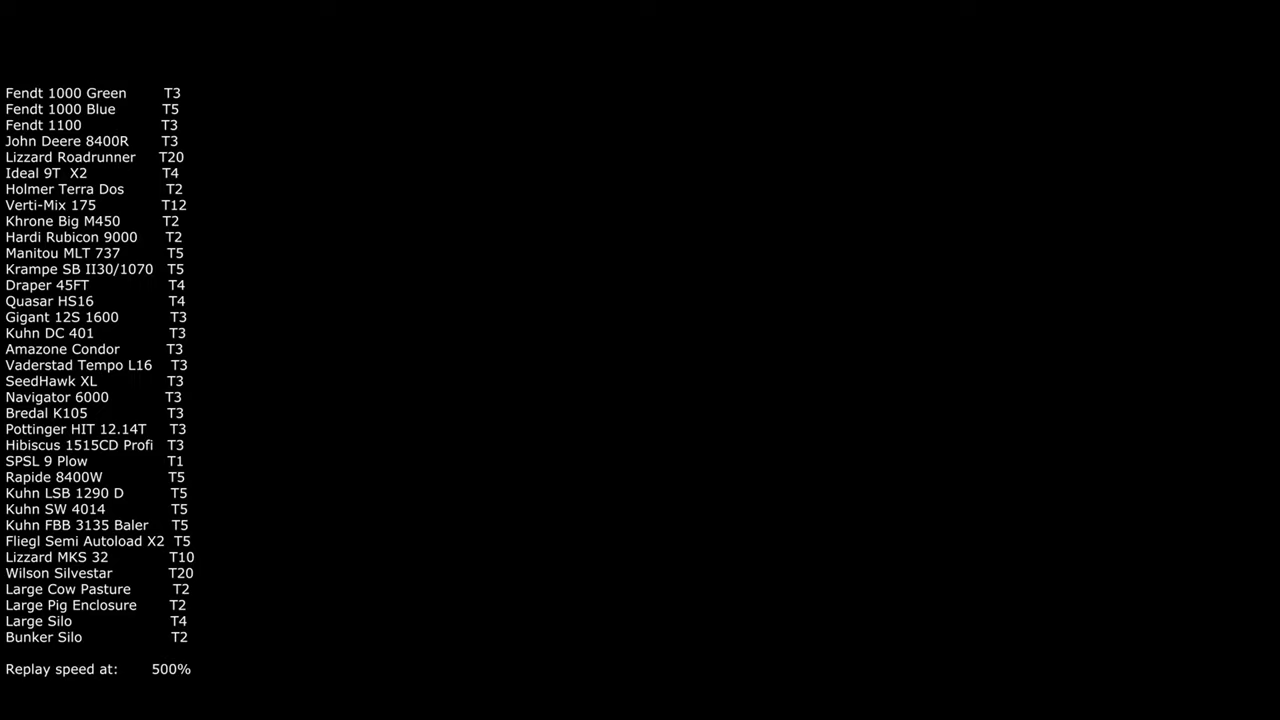 Fendt 1000 Green T3
Fendt 1000 Blue T5
Fendt 1100 T3
John Deere 8400R T3
Lizzard Roadrunner T20
Ideal 9T X2 T4
Holmer Terra Dos T2
Verti-Mix 175 T12
Khrone Big M450 T2
Hardi Rubicon 9000 T2
Manitou MLT 737 T5
Krampe SB II30/1070 T5
Draper 45FT T4
Quasar HS16 T4
Gigant 12S 1600 T3
Kuhn DC 401 T3
Amazone Condor T3
Vaderstad Tempo L16 T3
SeedHawk XL T3
Navigator 6000 T3
Bredal K105 T3
Pottinger HIT 12.14T T3
Hibiscus 1515CD Profi T3
SPSL 9 Plow T1
Rapide 8400W T5
Kuhn LSB 1290 D T5
Kuhn SW 4014 T5
Kuhn FBB 3135 Baler T5
Fliegl Semi Autoload X2 T5
Lizzard MKS 32 T10
Wilson Silvestar T20
Large Cow Pasture T2
Large Pig Enclosure T2
Large Silo T4
Bunker Silo T2
Replay speed at: 500%